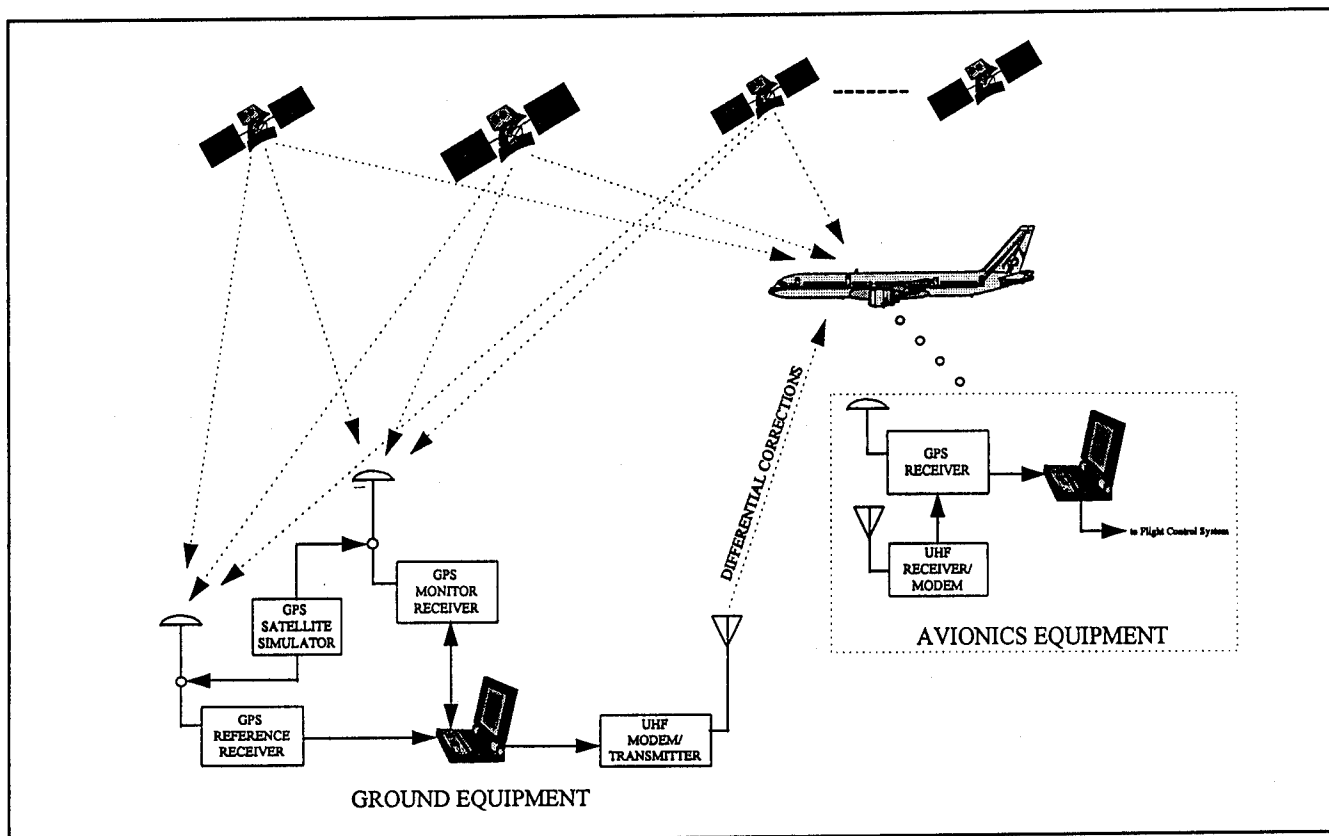 DIFFERENTIAL CORRECTIONS
GPS
RECEIVER
to Flight Control System
UHF
RECEIVER/
MODEM
AVIONICS EQUIPMENT
GPS
MONITOR
RECEIVER
GPS
SATELLITE
SIMULATOR
GPS
REFERENCE
RECEIVER
UHF
MODEM/
TRANSMITTER
GROUND EQUIPMENT